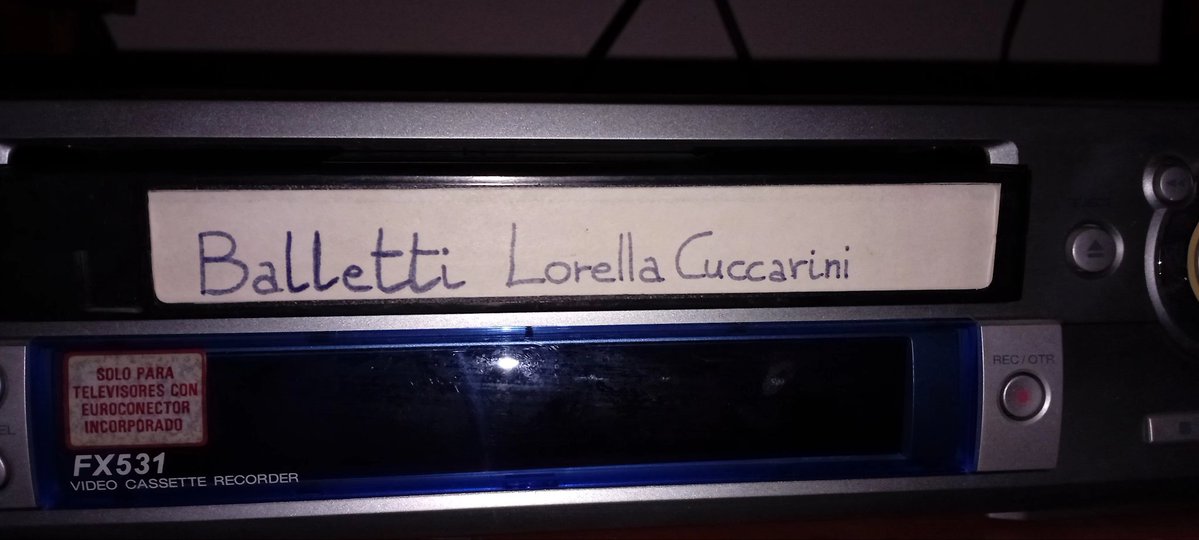 Balletti Lorella Cuccarini
SOLO PARA
TELEVISORES CON
EUROCONECTOR
INCORPORADO
FX531
VIDEO CASSETTE RECORDER
REC / OTR